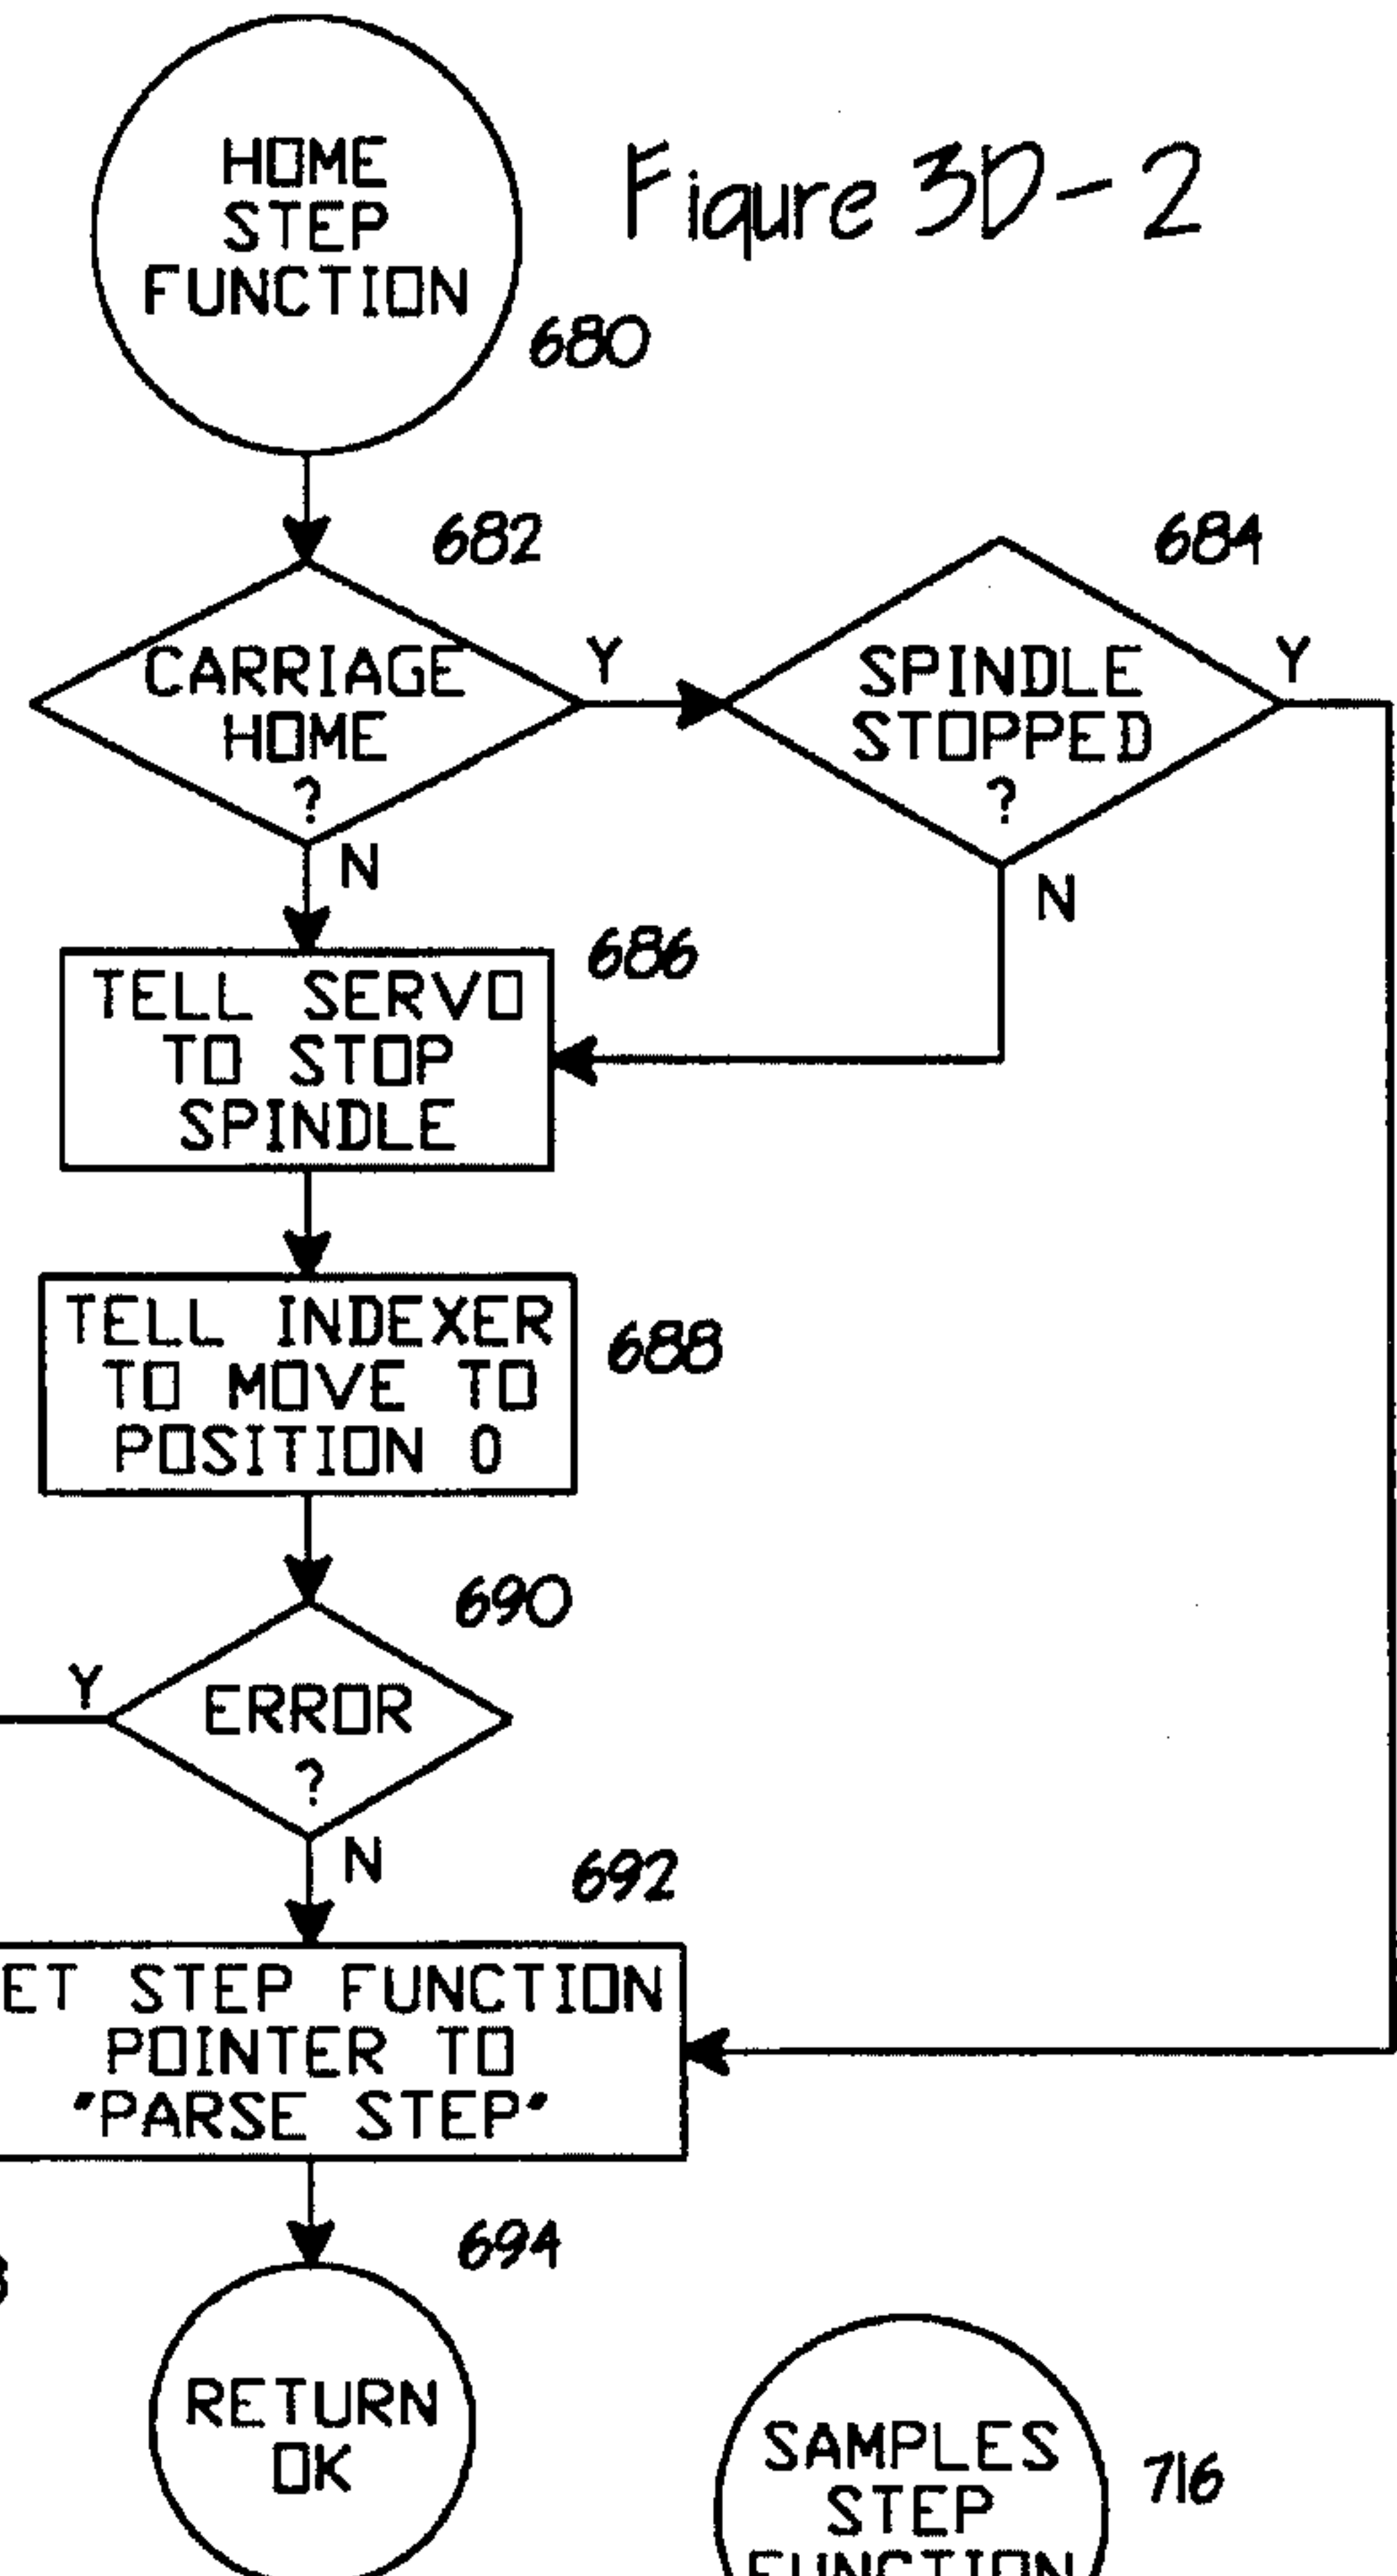 HOME
STEP
FUNCTION
Figure 3D-2
680
682
684
CARRIAGE
HOME
?
Y
N
SPINDLE
STOPPED
?
Y
N
TELL SERVO
TO STOP
SPINDLE
686
TELL INDEXER
TO MOVE TO
POSITION 0
688
690
Y
ERROR
?
N
692
ET STEP FUNCTION
POINTER TO
"PARSE STEP"
694
RETURN
OK
SAMPLES
STEP
FUNCTION
716